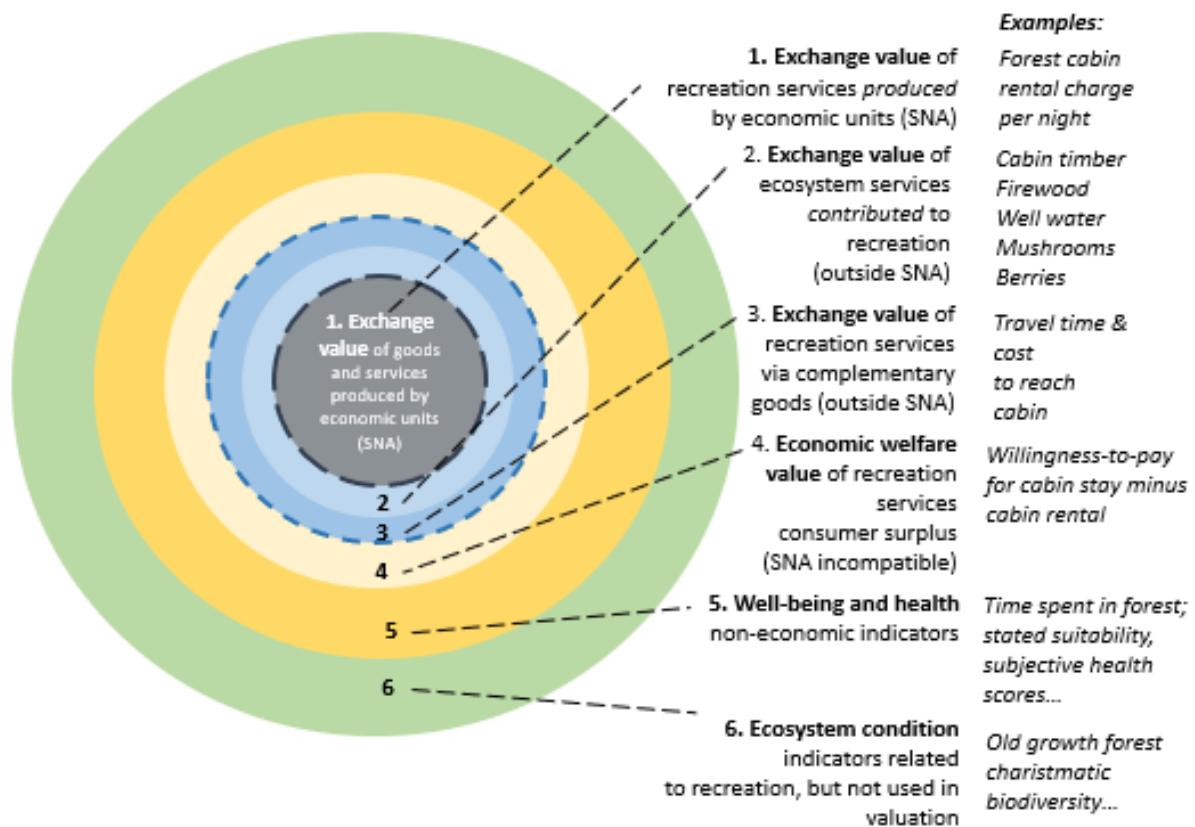 Examples:
1. Exchange value of
recreation services produced
by economic units (SNA)
Forest cabin
rental charge
per night
2. Exchange value of
ecosystem services
contributed to
recreation
(outside SNA)
Cabin timber
Firewood
Well water
Mushrooms
Berries
3. Exchange value of
recreation services
via complementary
goods (outside SNA)
Travel time &
cost
to reach
cabin
4. Economic welfare
value of recreation
services
consumer surplus
(SNA incompatible)
Willingness-to-pay
for cabin stay minus
cabin rental
5. Well-being and health
non-economic indicators
Time spent in forest;
stated suitability,
subjective health
scores...
6. Ecosystem condition
indicators related
to recreation, but not used in
valuation
Old growth forest
charistmatic
biodiversity...
1. Exchange
value of goods
and services
produced by
economic units
(SNA)
2
3
4
5
6